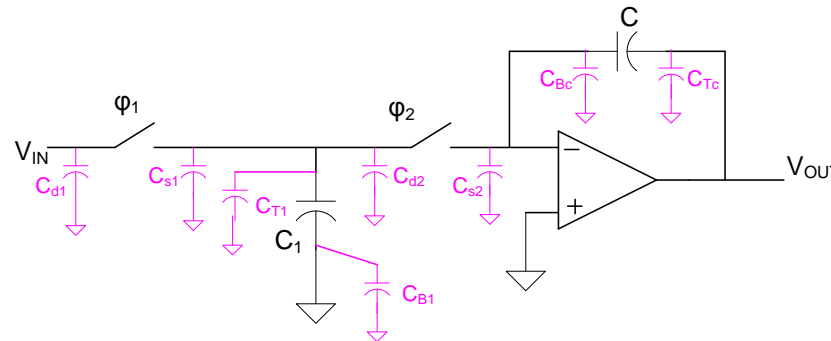 C
C_Bc
C_Tc
φ₁
φ₂
V_IN
C_d1
C_s1
C_T1
C_d2
C_s2
−
+
V_OUT
C₁
C_B1